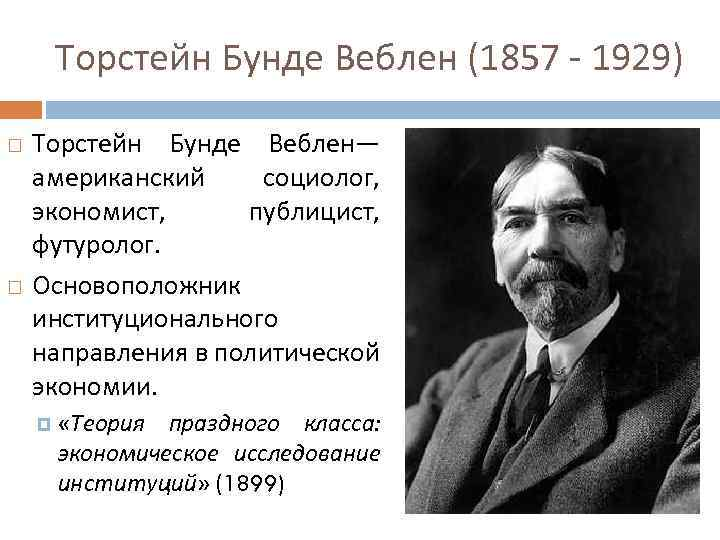 Торстейн Бунде Веблен (1857 - 1929)
Торстейн Бунде Веблен—
американский социолог,
экономист, публицист,
футуролог.
Основоположник
институционального
направления в политической
экономии.
«Теория праздного класса:
экономическое исследование
институций» (1899)